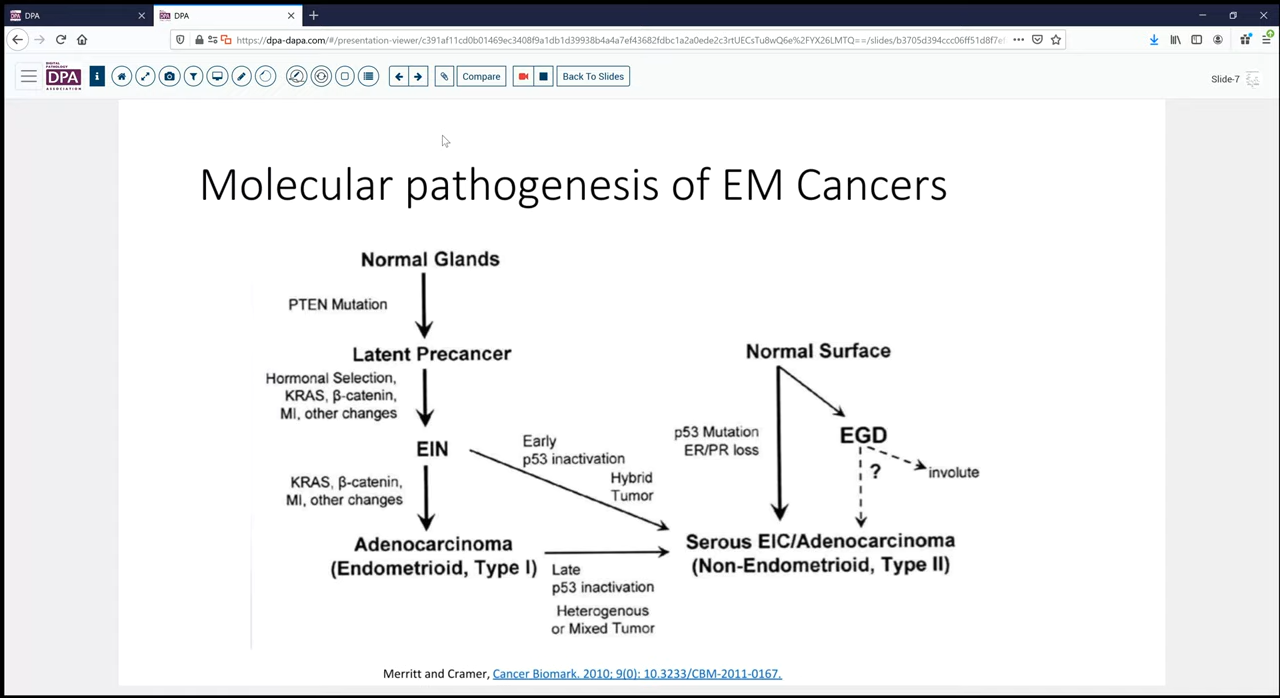 DPA
DPA
https://dpa-dapa.com/#/presentation-viewer/c391af11cd0b01469ec3408f9a1db1d39938b4a4a7ef43682fdbc1a2a0ede2c3rtUECsTu8wQ6e%2FYX26LMTQ==/slides/b3705d394ccc06ff51d8f7e
DIGITAL PATHOLOGY
DPA
ASSOCIATION
Compare
Back To Slides
Slide-7
Molecular pathogenesis of EM Cancers
Normal Glands
PTEN Mutation
Latent Precancer
Hormonal Selection,
KRAS, β-catenin,
MI, other changes
EIN
KRAS, β-catenin,
MI, other changes
Adenocarcinoma
(Endometrioid, Type I)
Early
p53 inactivation
Hybrid
Tumor
Late
p53 inactivation
Heterogenous
or Mixed Tumor
Normal Surface
p53 Mutation
ER/PR loss
EGD
?
involute
Serous EIC/Adenocarcinoma
(Non-Endometrioid, Type II)
Merritt and Cramer, Cancer Biomark. 2010; 9(0): 10.3233/CBM-2011-0167.